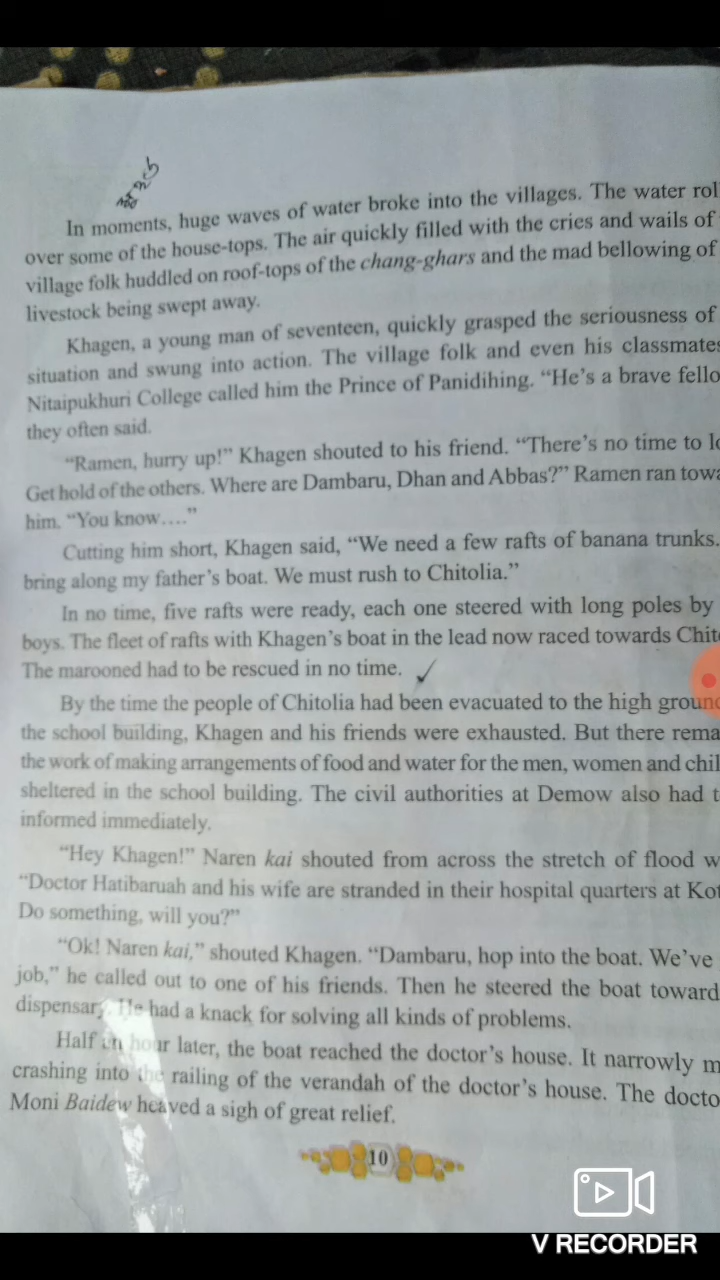 In moments, huge waves of water broke into the villages. The water rol
over some of the house-tops. The air quickly filled with the cries and wails of
village folk huddled on roof-tops of the chang-ghars and the mad bellowing of
livestock being swept away.
Khagen, a young man of seventeen, quickly grasped the seriousness of
situation and swung into action. The village folk and even his classmates
Nitaipukhuri College called him the Prince of Panidihing. “He’s a brave fello
they often said.
“Ramen, hurry up!” Khagen shouted to his friend. “There’s no time to lo
Get hold of the others. Where are Dambaru, Dhan and Abbas?” Ramen ran towa
him. “You know....”
Cutting him short, Khagen said, “We need a few rafts of banana trunks.
bring along my father’s boat. We must rush to Chitolia.”
In no time, five rafts were ready, each one steered with long poles by
boys. The fleet of rafts with Khagen’s boat in the lead now raced towards Chit
The marooned had to be rescued in no time.
By the time the people of Chitolia had been evacuated to the high ground
the school building, Khagen and his friends were exhausted. But there rema
the work of making arrangements of food and water for the men, women and chil
sheltered in the school building. The civil authorities at Demow also had t
informed immediately.
“Hey Khagen!” Naren kai shouted from across the stretch of flood w
“Doctor Hatibaruah and his wife are stranded in their hospital quarters at Kot
Do something, will you?”
“Ok! Naren kai,” shouted Khagen. “Dambaru, hop into the boat. We’ve
job,” he called out to one of his friends. Then he steered the boat toward
dispensary. He had a knack for solving all kinds of problems.
Half an hour later, the boat reached the doctor’s house. It narrowly m
crashing into the railing of the verandah of the doctor’s house. The docto
Moni Baidew heaved a sigh of great relief.
10
V RECORDER